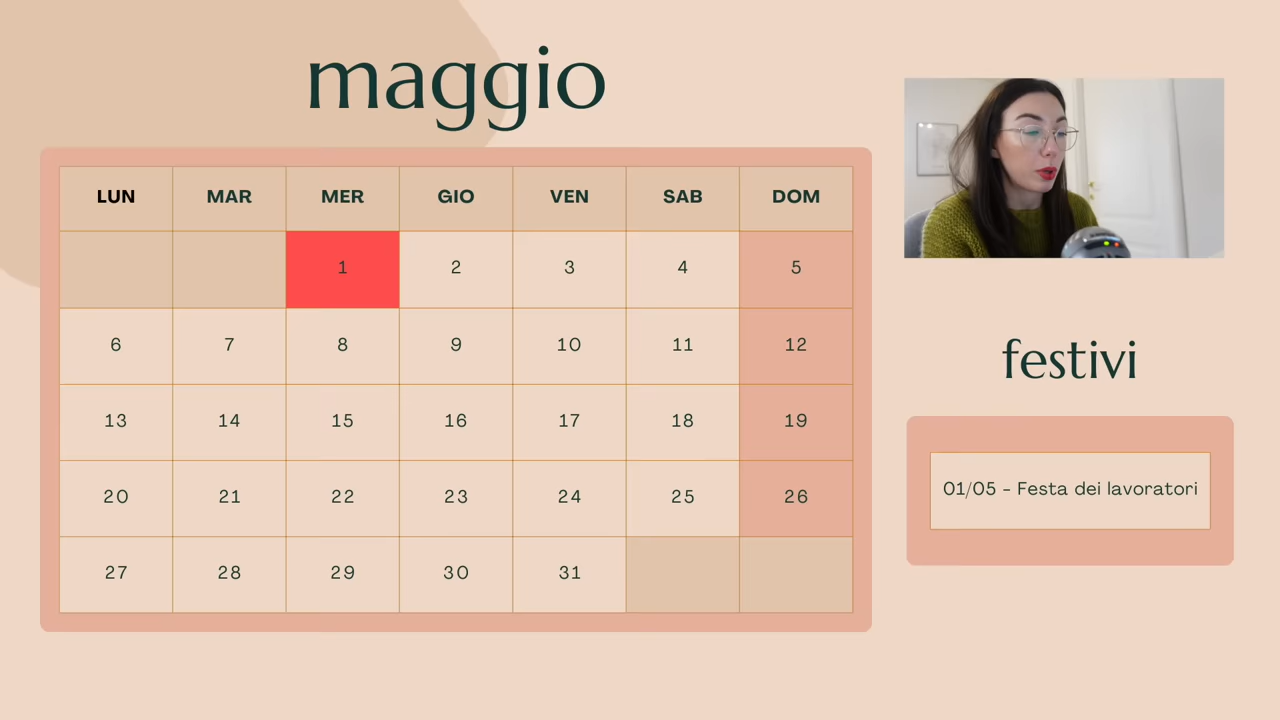 maggio
LUN MAR MER GIO VEN SAB DOM
1 2 3 4 5
6 7 8 9 10 11 12
13 14 15 16 17 18 19
20 21 22 23 24 25 26
27 28 29 30 31
festivi
01/05 - Festa dei lavoratori